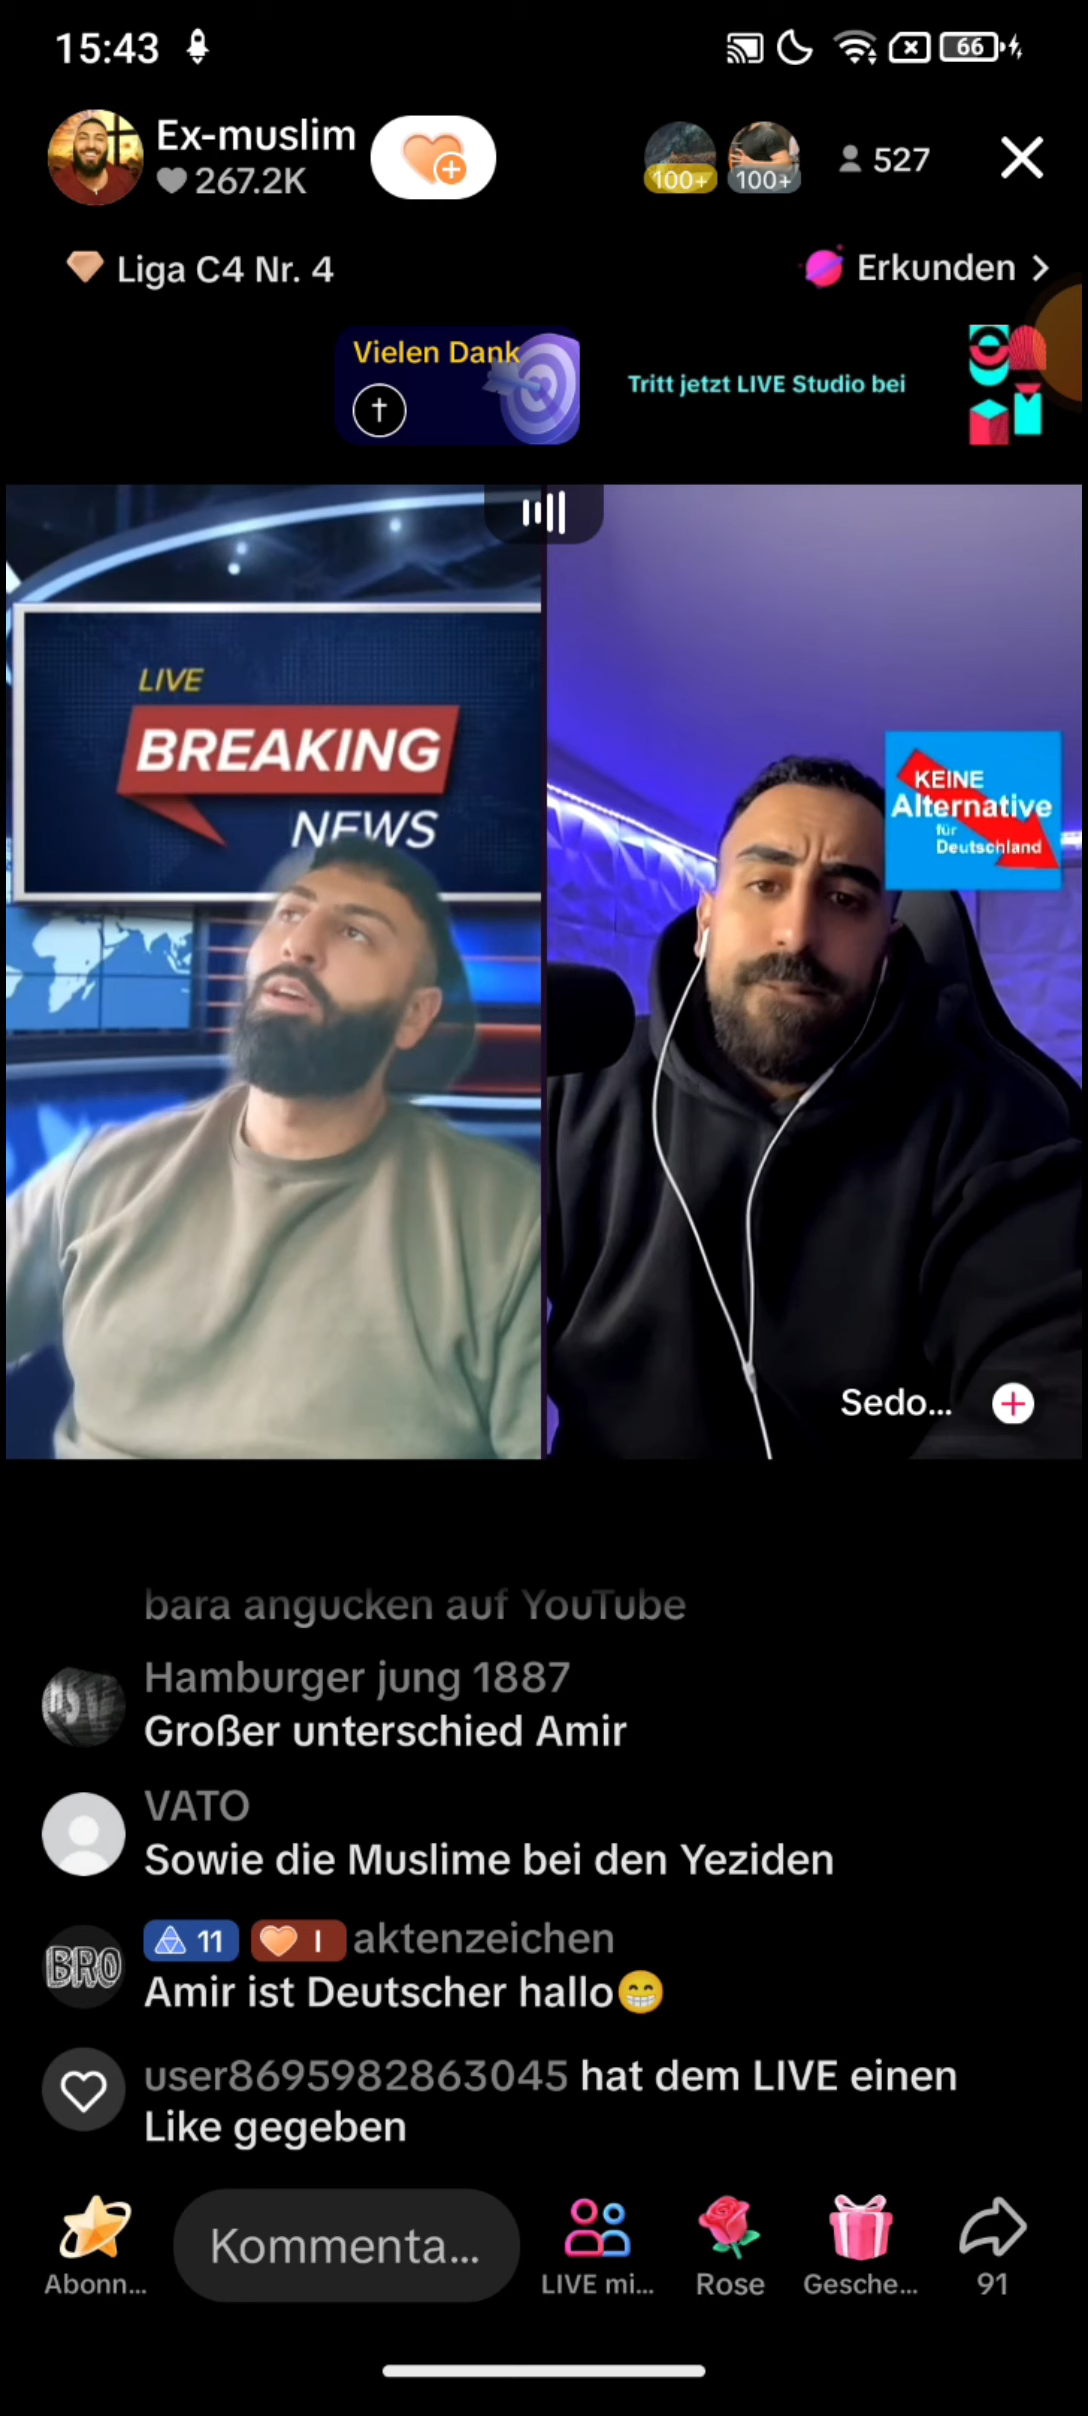 15:43
66
Ex-muslim
267.2K
100+
100+
527
Liga C4 Nr. 4
Erkunden
Vielen Dank
Tritt jetzt LIVE Studio bei
LIVE
BREAKING
NEWS
KEINE
Alternative
für
Deutschland
Sedo...
bara angucken auf YouTube
Hamburger jung 1887
Großer unterschied Amir
VATO
Sowie die Muslime bei den Yeziden
BRO
11 I aktenzeichen
Amir ist Deutscher hallo😁
user8695982863045 hat dem LIVE einen
Like gegeben
Kommenta...
Abonn...
LIVE mi...
Rose
Gesche...
91